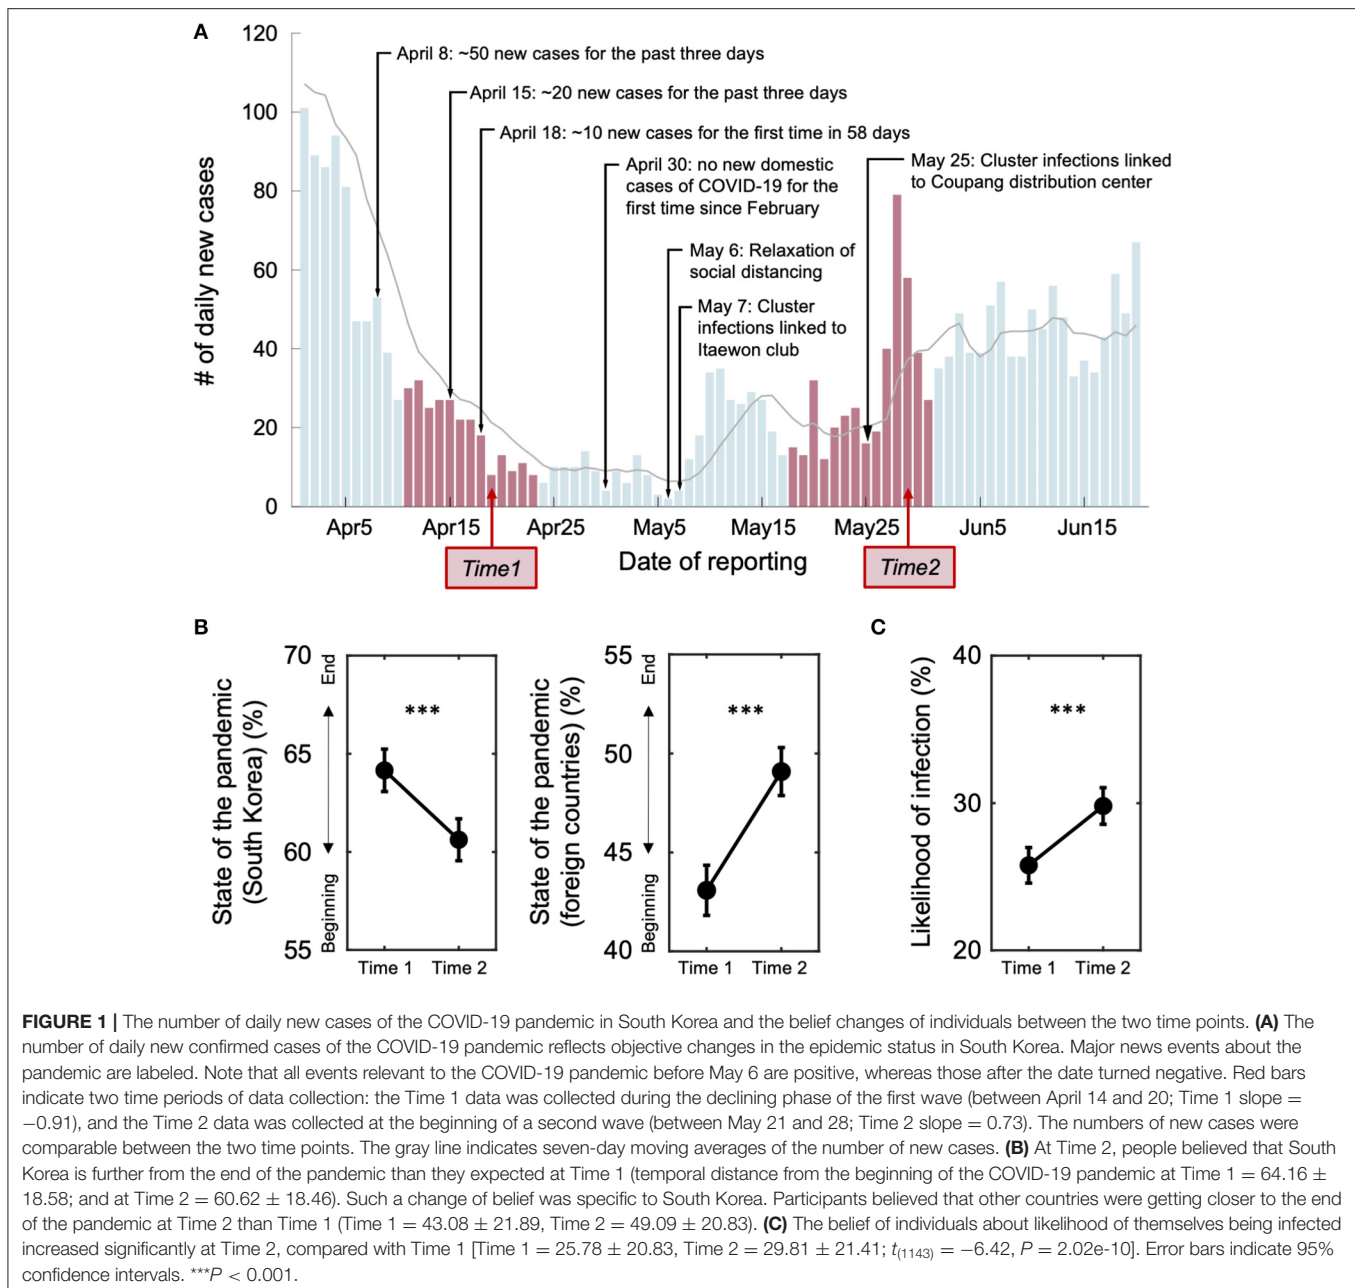 A
# of daily new cases
120
100
80
60
40
20
0
April 8: ~50 new cases for the past three days
April 15: ~20 new cases for the past three days
April 18: ~10 new cases for the first time in 58 days
April 30: no new domestic
cases of COVID-19 for the
first time since February
May 25: Cluster infections linked
to Coupang distribution center
May 6: Relaxation of
social distancing
May 7: Cluster
infections linked to
Itaewon club
Apr5
Apr15
Apr25
May5
May15
May25
Jun5
Jun15
Time1
Date of reporting
Time2
B
State of the pandemic
(South Korea) (%)
70
65
60
55
End
Beginning
***
Time 1
Time 2
State of the pandemic
(foreign countries) (%)
55
50
45
40
End
Beginning
***
Time 1
Time 2
C
Likelihood of infection (%)
40
30
20
***
Time 1
Time 2
FIGURE 1 | The number of daily new cases of the COVID-19 pandemic in South Korea and the belief changes of individuals between the two time points. (A) The
number of daily new confirmed cases of the COVID-19 pandemic reflects objective changes in the epidemic status in South Korea. Major news events about the
pandemic are labeled. Note that all events relevant to the COVID-19 pandemic before May 6 are positive, whereas those after the date turned negative. Red bars
indicate two time periods of data collection: the Time 1 data was collected during the declining phase of the first wave (between April 14 and 20; Time 1 slope =
−0.91), and the Time 2 data was collected at the beginning of a second wave (between May 21 and 28; Time 2 slope = 0.73). The numbers of new cases were
comparable between the two time points. The gray line indicates seven-day moving averages of the number of new cases. (B) At Time 2, people believed that South
Korea is further from the end of the pandemic than they expected at Time 1 (temporal distance from the beginning of the COVID-19 pandemic at Time 1 = 64.16 ±
18.58; and at Time 2 = 60.62 ± 18.46). Such a change of belief was specific to South Korea. Participants believed that other countries were getting closer to the end
of the pandemic at Time 2 than Time 1 (Time 1 = 43.08 ± 21.89, Time 2 = 49.09 ± 20.83). (C) The belief of individuals about likelihood of themselves being infected
increased significantly at Time 2, compared with Time 1 [Time 1 = 25.78 ± 20.83, Time 2 = 29.81 ± 21.41; t(1143) = −6.42, P = 2.02e-10]. Error bars indicate 95%
confidence intervals. ***P < 0.001.